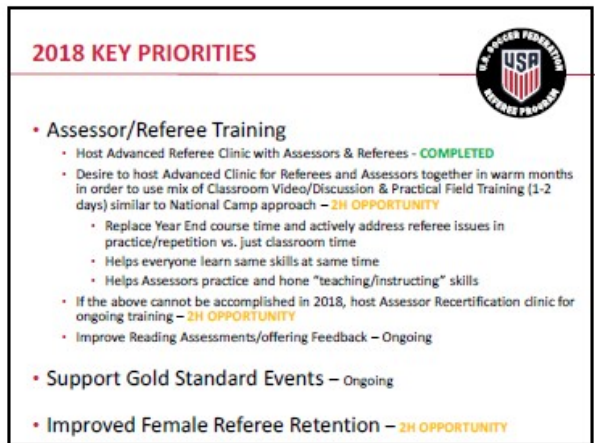 2018 KEY PRIORITIES
U.S. SOCCER FEDERATION
USA
REFEREE PROGRAM
• Assessor/Referee Training
• Host Advanced Referee Clinic with Assessors & Referees - COMPLETED
• Desire to host Advanced Clinic for Referees and Assessors together in warm months
in order to use mix of Classroom Video/Discussion & Practical Field Training (1-2
days) similar to National Camp approach – 2H OPPORTUNITY
• Replace Year End course time and actively address referee issues in
practice/repetition vs. just classroom time
• Helps everyone learn same skills at same time
• Helps Assessors practice and hone “teaching/instructing” skills
• If the above cannot be accomplished in 2018, host Assessor Recertification clinic for
ongoing training – 2H OPPORTUNITY
• Improve Reading Assessments/offering Feedback – Ongoing
• Support Gold Standard Events – Ongoing
• Improved Female Referee Retention – 2H OPPORTUNITY